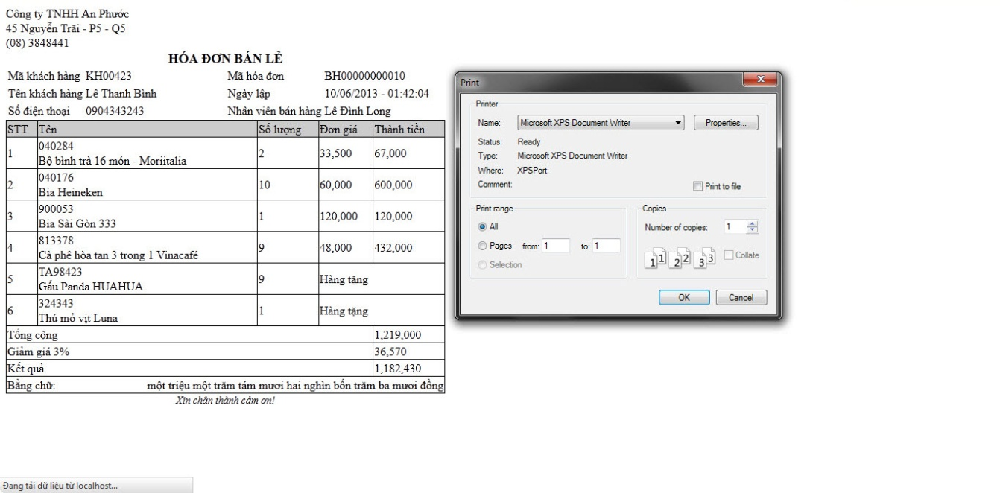 Công ty TNHH An Phước
45 Nguyễn Trãi - P5 - Q5
(08) 3848441
HÓA ĐƠN BÁN LẺ
Mã khách hàng KH00423 Mã hóa đơn BH00000000010
Tên khách hàng Lê Thanh Bình Ngày lập 10/06/2013 - 01:42:04
Số điện thoại 0904343243 Nhân viên bán hàng Lê Đình Long
STT Tên Số lượng Đơn giá Thành tiền
1 040284 Bộ bình trà 16 món - Moriitalia 2 33,500 67,000
2 040176 Bia Heineken 10 60,000 600,000
3 900053 Bia Sài Gòn 333 1 120,000 120,000
4 813378 Cà phê hòa tan 3 trong 1 Vinacafé 9 48,000 432,000
5 TA98423 Gấu Panda HUAHUA 9 Hàng tặng
6 324343 Thú mỏ vịt Luna 1 Hàng tặng
Tổng cộng 1,219,000
Giảm giá 3% 36,570
Kết quả 1,182,430
Bằng chữ: một triệu một trăm tám mươi hai nghìn bốn trăm ba mươi đồng
Xin chân thành cảm ơn!
Print
Printer
Name: Microsoft XPS Document Writer Properties...
Status: Ready
Type: Microsoft XPS Document Writer
Where: XPSPort:
Comment: Print to file
Print range
All
Pages from: 1 to: 1
Selection
Copies
Number of copies: 1
1 1 2 2 3 3 Collate
OK Cancel
Đang tải dữ liệu từ localhost...